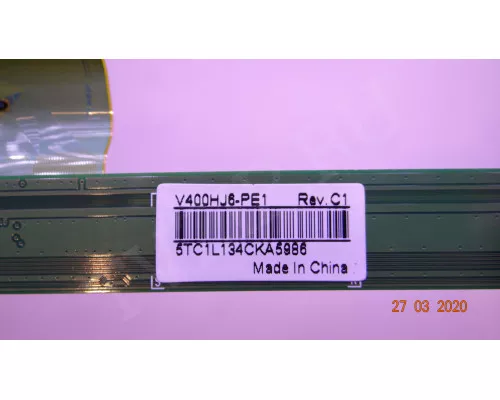 V400HJ6-PE1 Rev. C1
5TC1L134CKA5986
Made In China
27 03 2020